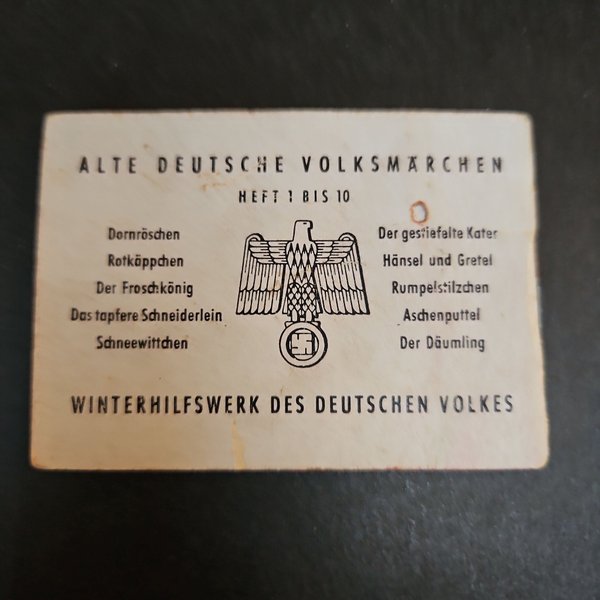 ALTE DEUTSCHE VOLKSMÄRCHEN
HEFT 1 BIS 10
Dornröschen
Rotkäppchen
Der Froschkönig
Das tapfere Schneiderlein
Schneewittchen
Der gestiefelte Kater
Hänsel und Gretel
Rumpelstilzchen
Aschenputtel
Der Däumling
WINTERHILFSWERK DES DEUTSCHEN VOLKES